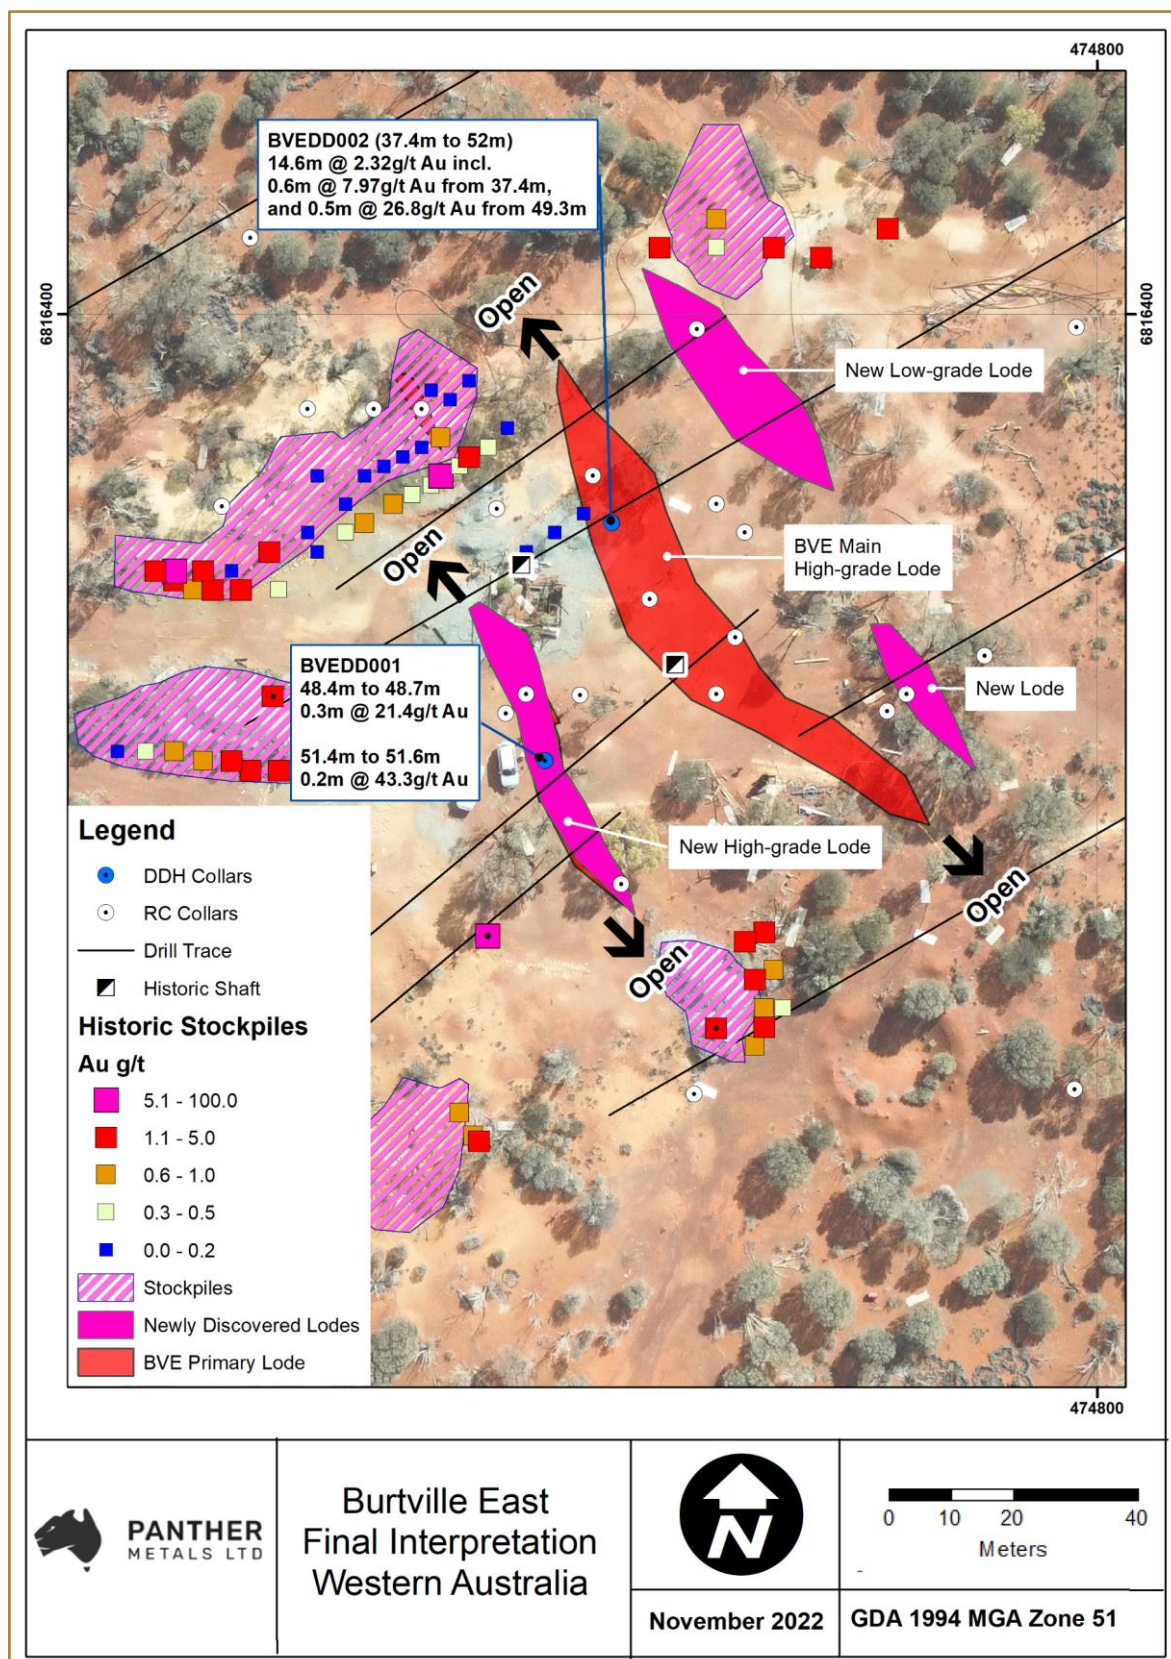 474800
BVEDD002 (37.4m to 52m)
14.6m @ 2.32g/t Au incl.
0.6m @ 7.97g/t Au from 37.4m,
and 0.5m @ 26.8g/t Au from 49.3m
6816400
6816400
Open
New Low-grade Lode
Open
BVE Main
High-grade Lode
BVEDD001
48.4m to 48.7m
0.3m @ 21.4g/t Au
51.4m to 51.6m
0.2m @ 43.3g/t Au
New Lode
New High-grade Lode
Open
Open
Legend
DDH Collars
RC Collars
Drill Trace
Historic Shaft
Historic Stockpiles
Au g/t
5.1 - 100.0
1.1 - 5.0
0.6 - 1.0
0.3 - 0.5
0.0 - 0.2
Stockpiles
Newly Discovered Lodes
BVE Primary Lode
474800
PANTHER
METALS LTD
Burtville East
Final Interpretation
Western Australia
N
November 2022
0 10 20 40
Meters
GDA 1994 MGA Zone 51